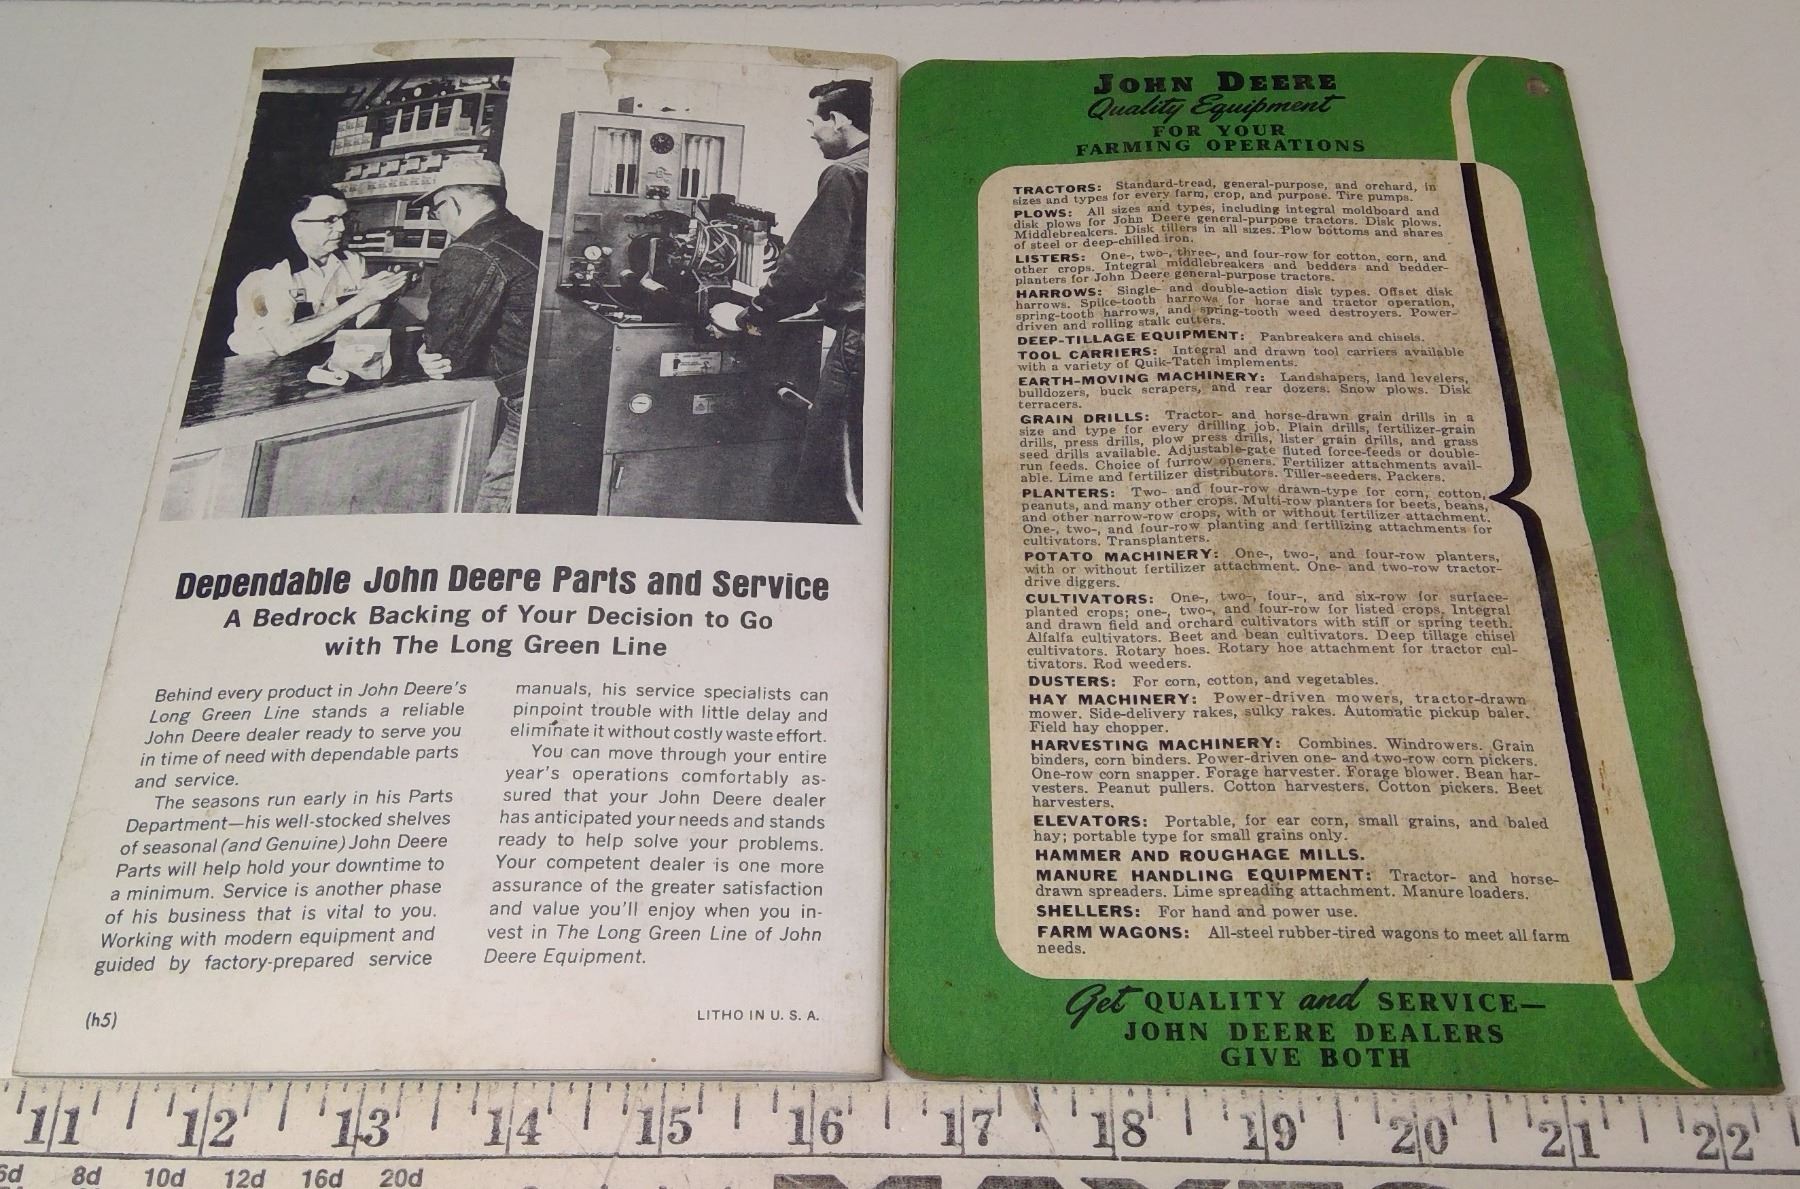 Dependable John Deere Parts and Service
A Bedrock Backing of Your Decision to Go
with The Long Green Line
Behind every product in John Deere's
Long Green Line stands a reliable
John Deere dealer ready to serve you
in time of need with dependable parts
and service.
The seasons run early in his Parts
Department—his well-stocked shelves
of seasonal (and Genuine) John Deere
Parts will help hold your downtime to
a minimum. Service is another phase
of his business that is vital to you.
Working with modern equipment and
guided by factory-prepared service
manuals, his service specialists can
pinpoint trouble with little delay and
eliminate it without costly waste effort.
You can move through your entire
year's operations comfortably as-
sured that your John Deere dealer
has anticipated your needs and stands
ready to help solve your problems.
Your competent dealer is one more
assurance of the greater satisfaction
and value you'll enjoy when you in-
vest in The Long Green Line of John
Deere Equipment.
(h5)
LITHO IN U. S. A.
JOHN DEERE
Quality Equipment
FOR YOUR
FARMING OPERATIONS
TRACTORS: Standard-tread, general-purpose, and orchard, in
sizes and types for every farm, crop, and purpose. Tire pumps.
PLOWS: All sizes and types, including integral moldboard and
disk plows for John Deere general-purpose tractors. Disk plows.
Middlebreakers. Disk tillers in all sizes. Plow bottoms and shares
of steel or deep-chilled iron.
LISTERS: One-, two-, three-, and four-row for cotton, corn, and
other crops. Integral middlebreakers and bedders and bedder-
planters for John Deere general-purpose tractors.
HARROWS: Single- and double-action disk types. Offset disk
harrows. Spike-tooth harrows for horse and tractor operation,
spring-tooth harrows, and spring-tooth weed destroyers. Power-
driven and rolling stalk cutters.
DEEP-TILLAGE EQUIPMENT: Panbreakers and chisels.
TOOL CARRIERS: Integral and drawn tool carriers available
with a variety of Quik-Tatch implements.
EARTH-MOVING MACHINERY: Landshapers, land levelers,
bulldozers, buck scrapers, and rear dozers. Snow plows. Disk
terracers.
GRAIN DRILLS: Tractor- and horse-drawn grain drills in a
size and type for every drilling job. Plain drills, fertilizer-grain
drills, press drills, plow press drills, lister grain drills, and grass
seed drills available. Adjustable-gate fluted force-feeds or double-
run feeds. Choice of furrow openers. Fertilizer attachments avail-
able. Lime and fertilizer distributors. Tiller-seeders. Packers.
PLANTERS: Two- and four-row drawn-type for corn, cotton,
peanuts, and many other crops. Multi-row planters for beets, beans,
and other narrow-row crops, with or without fertilizer attachment.
One-, two-, and four-row planting and fertilizing attachments for
cultivators. Transplanters.
POTATO MACHINERY: One-, two-, and four-row planters,
with or without fertilizer attachment. One- and two-row tractor-
drive diggers.
CULTIVATORS: One-, two-, four-, and six-row for surface-
planted crops; one-, two-, and four-row for listed crops. Integral
and drawn field and orchard cultivators with stiff or spring teeth.
Alfalfa cultivators. Beet and bean cultivators. Deep tillage chisel
cultivators. Rotary hoes. Rotary hoe attachment for tractor cul-
tivators. Rod weeders.
DUSTERS: For corn, cotton, and vegetables.
HAY MACHINERY: Power-driven mowers, tractor-drawn
mower. Side-delivery rakes, sulky rakes. Automatic pickup baler.
Field hay chopper.
HARVESTING MACHINERY: Combines. Windrowers. Grain
binders, corn binders. Power-driven one- and two-row corn pickers.
One-row corn snapper. Forage harvester. Forage blower. Bean har-
vesters. Peanut pullers. Cotton harvesters. Cotton pickers. Beet
harvesters.
ELEVATORS: Portable, for ear corn, small grains, and baled
hay; portable type for small grains only.
HAMMER AND ROUGHAGE MILLS.
MANURE HANDLING EQUIPMENT: Tractor- and horse-
drawn spreaders. Lime spreading attachment. Manure loaders.
SHELLERS: For hand and power use.
FARM WAGONS: All-steel rubber-tired wagons to meet all farm
needs.
Get QUALITY and SERVICE—
JOHN DEERE DEALERS
GIVE BOTH
11 12 13 14 15 16 17 18 19 20 21 22
6d 8d 10d 12d 16d 20d